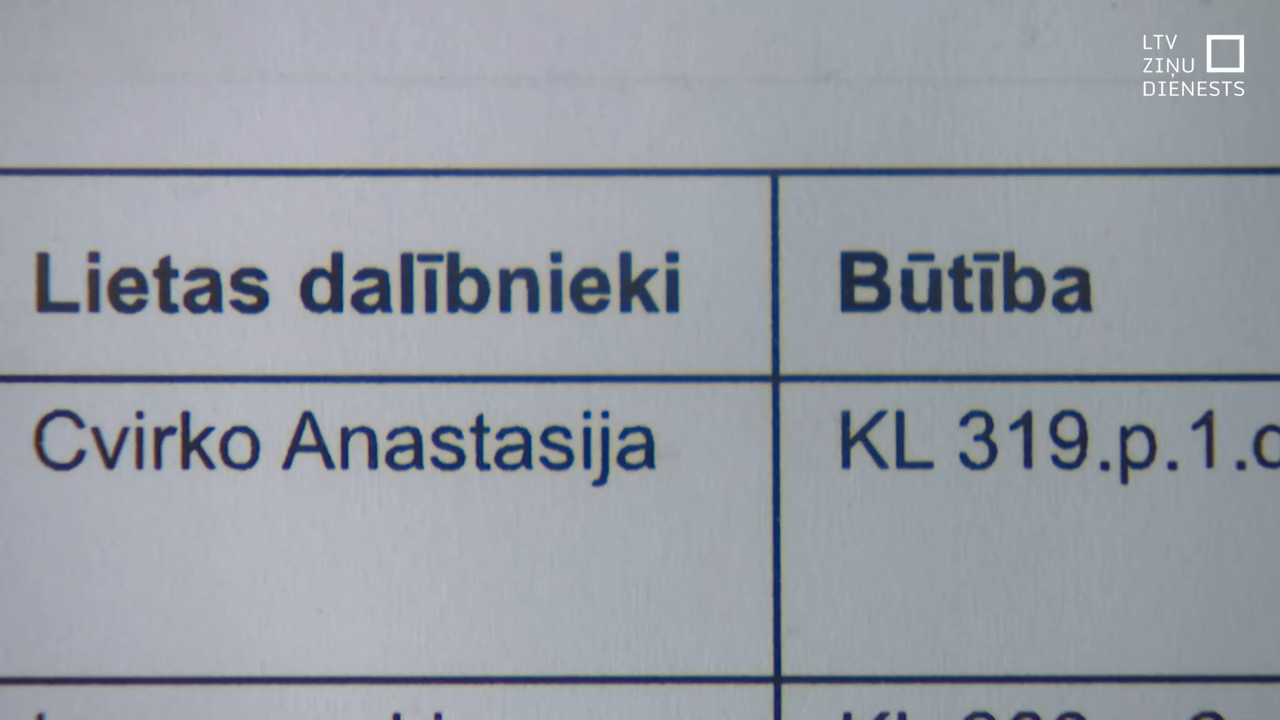 LTV
ZIŅU
DIENESTS
Lietas dalībnieki
Būtība
Cvirko Anastasija
KL 319.p.1.